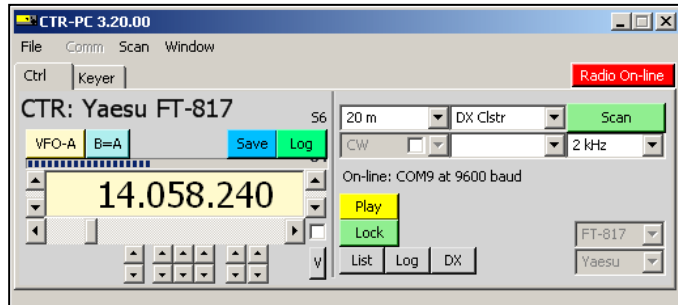 CTR-PC 3.20.00
File Comm Scan Window
Ctrl Keyer Radio On-line
CTR: Yaesu FT-817 S6
20 m DX Clstr Scan
VFO-A B=A Save Log
CW 2 kHz
On-line: COM9 at 9600 baud
14.058.240
Play
Lock FT-817
V List Log DX Yaesu